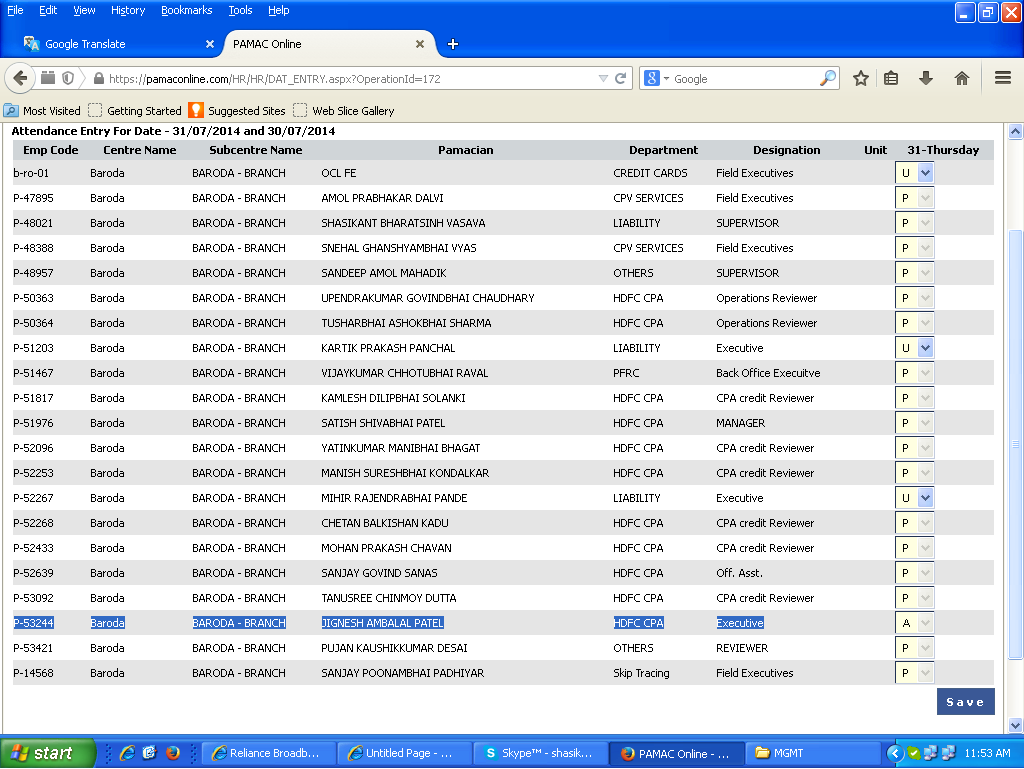 File Edit View History Bookmarks Tools Help
Google Translate PAMAC Online
https://pamaconline.com/HR/HR/DAT_ENTRY.aspx?OperationId=172 Google
Most Visited Getting Started Suggested Sites Web Slice Gallery
Attendance Entry For Date - 31/07/2014 and 30/07/2014
Emp Code Centre Name Subcentre Name Pamacian Department Designation Unit 31-Thursday
b-ro-01 Baroda BARODA - BRANCH OCL FE CREDIT CARDS Field Executives U
P-47895 Baroda BARODA - BRANCH AMOL PRABHAKAR DALVI CPV SERVICES Field Executives P
P-48021 Baroda BARODA - BRANCH SHASIKANT BHARATSINH VASAVA LIABILITY SUPERVISOR P
P-48388 Baroda BARODA - BRANCH SNEHAL GHANSHYAMBHAI VYAS CPV SERVICES Field Executives P
P-48957 Baroda BARODA - BRANCH SANDEEP AMOL MAHADIK OTHERS SUPERVISOR P
P-50363 Baroda BARODA - BRANCH UPENDRAKUMAR GOVINDBHAI CHAUDHARY HDFC CPA Operations Reviewer P
P-50364 Baroda BARODA - BRANCH TUSHARBHAI ASHOKBHAI SHARMA HDFC CPA Operations Reviewer P
P-51203 Baroda BARODA - BRANCH KARTIK PRAKASH PANCHAL LIABILITY Executive U
P-51467 Baroda BARODA - BRANCH VIJAYKUMAR CHHOTUBHAI RAVAL PFRC Back Office Execuitve P
P-51817 Baroda BARODA - BRANCH KAMLESH DILIPBHAI SOLANKI HDFC CPA CPA credit Reviewer P
P-51976 Baroda BARODA - BRANCH SATISH SHIVABHAI PATEL HDFC CPA MANAGER P
P-52096 Baroda BARODA - BRANCH YATINKUMAR MANIBHAI BHAGAT HDFC CPA CPA credit Reviewer P
P-52253 Baroda BARODA - BRANCH MANISH SURESHBHAI KONDALKAR HDFC CPA CPA credit Reviewer P
P-52267 Baroda BARODA - BRANCH MIHIR RAJENDRABHAI PANDE LIABILITY Executive U
P-52268 Baroda BARODA - BRANCH CHETAN BALKISHAN KADU HDFC CPA CPA credit Reviewer P
P-52433 Baroda BARODA - BRANCH MOHAN PRAKASH CHAVAN HDFC CPA CPA credit Reviewer P
P-52639 Baroda BARODA - BRANCH SANJAY GOVIND SANAS HDFC CPA Off. Asst. P
P-53092 Baroda BARODA - BRANCH TANUSREE CHINMOY DUTTA HDFC CPA CPA credit Reviewer P
P-53244 Baroda BARODA - BRANCH JIGNESH AMBALAL PATEL HDFC CPA Executive A
P-53421 Baroda BARODA - BRANCH PUJAN KAUSHIKKUMAR DESAI OTHERS REVIEWER P
P-14568 Baroda BARODA - BRANCH SANJAY POONAMBHAI PADHIYAR Skip Tracing Field Executives P
Save
start Reliance Broadb... Untitled Page - ... Skype™ - shasik... PAMAC Online - ... MGMT 11:53 AM